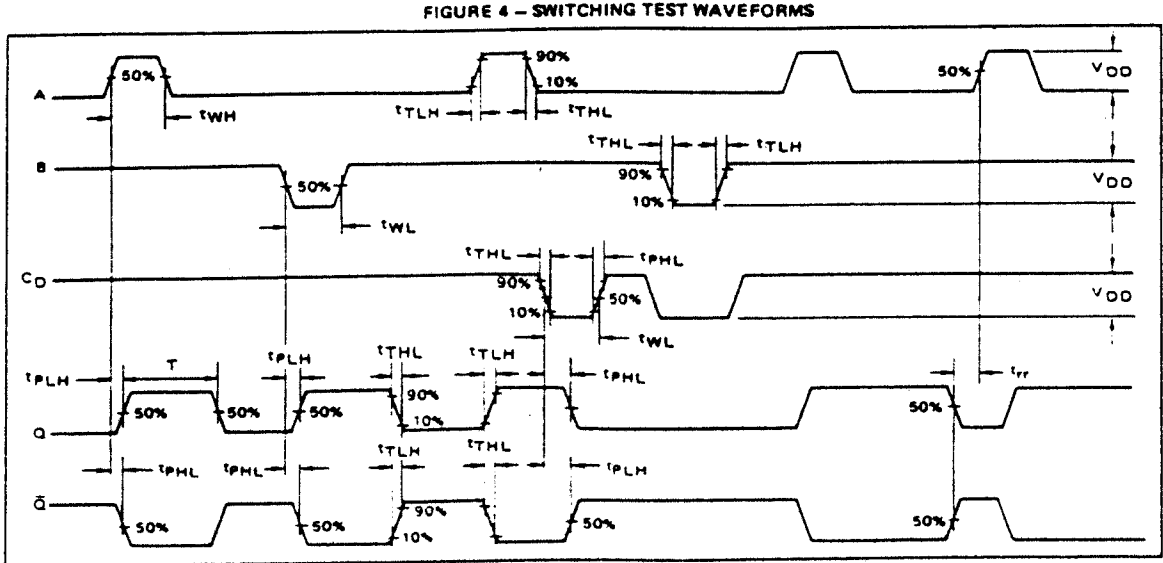 FIGURE 4 – SWITCHING TEST WAVEFORMS
A
50%
tWH
90%
10%
tTLH
tTHL
50%
VDD
B
50%
tWL
tTHL
tTLH
90%
10%
VDD
CD
tTHL
tPHL
90%
10%
50%
tWL
VDD
tPLH
T
tPLH
tTHL
tTLH
tPHL
trr
Q
50%
50%
50%
90%
10%
50%
tPHL
tPHL
tTLH
tTHL
tPLH
Q̄
50%
50%
90%
10%
50%
50%